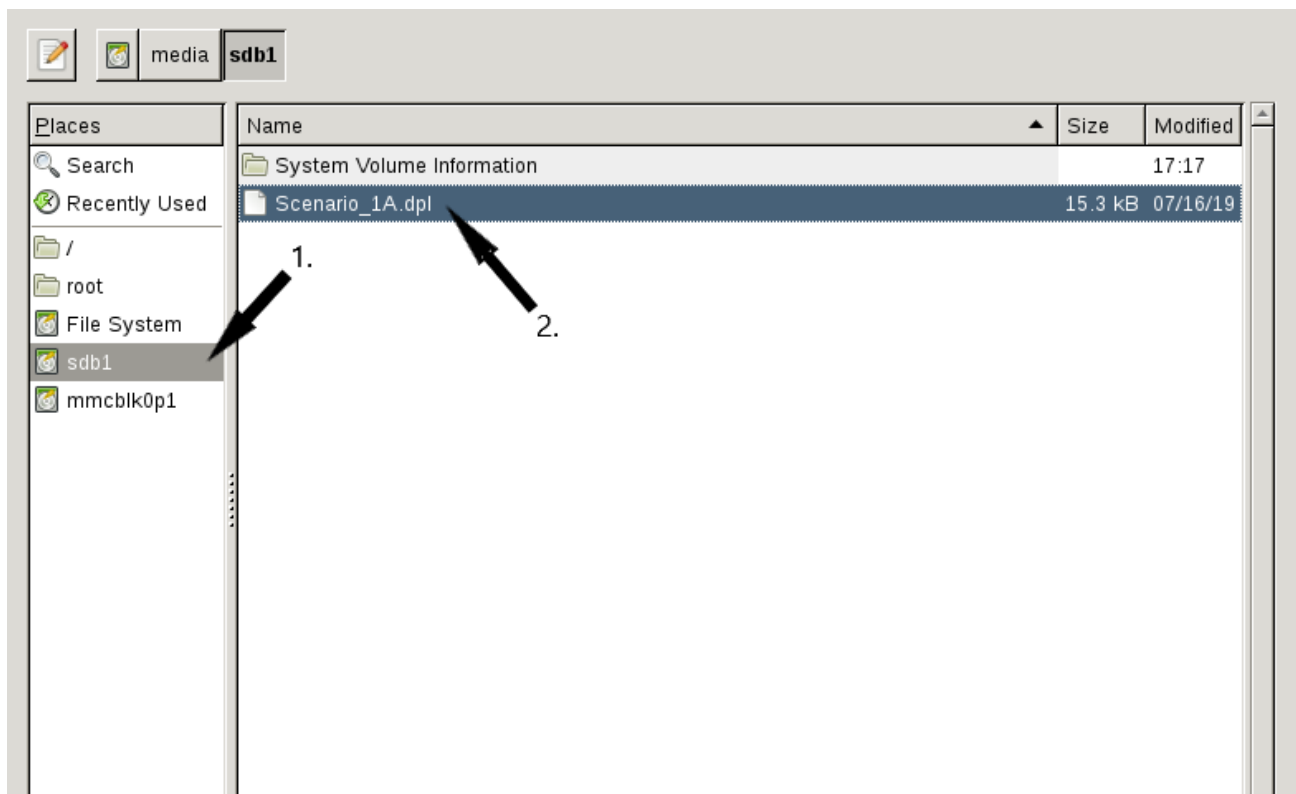 media sdb1
Places
Name Size Modified
Search
System Volume Information 17:17
Recently Used
Scenario_1A.dpl 15.3 kB 07/16/19
/
1.
root
File System
2.
sdb1
mmcblk0p1